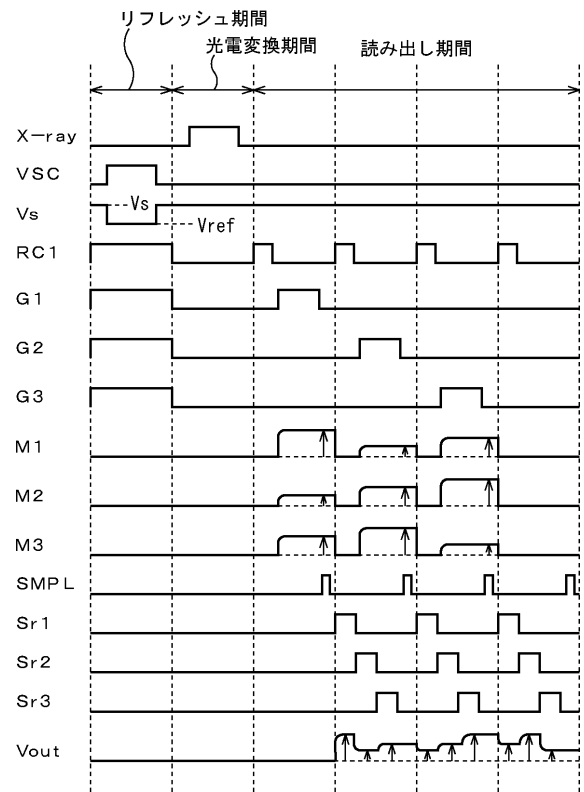 リフレッシュ期間
光電変換期間
読み出し期間
X-ray
VSC
Vs
Vs
Vref
RC1
G1
G2
G3
M1
M2
M3
SMPL
Sr1
Sr2
Sr3
Vout